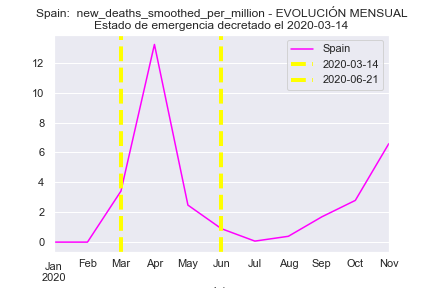 Spain: new_deaths_smoothed_per_million - EVOLUCIÓN MENSUAL
Estado de emergencia decretado el 2020-03-14
Spain
2020-03-14
2020-06-21
12
10
8
6
4
2
0
Jan Feb Mar Apr May Jun Jul Aug Sep Oct Nov
2020